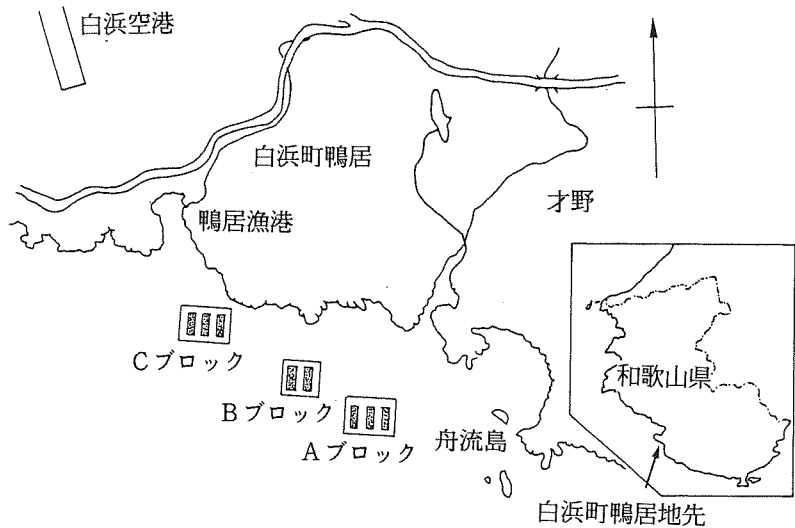 白浜空港
白浜町鴨居
才野
鴨居漁港
Cブロック
Bブロック
Aブロック
舟流島
和歌山県
白浜町鴨居地先